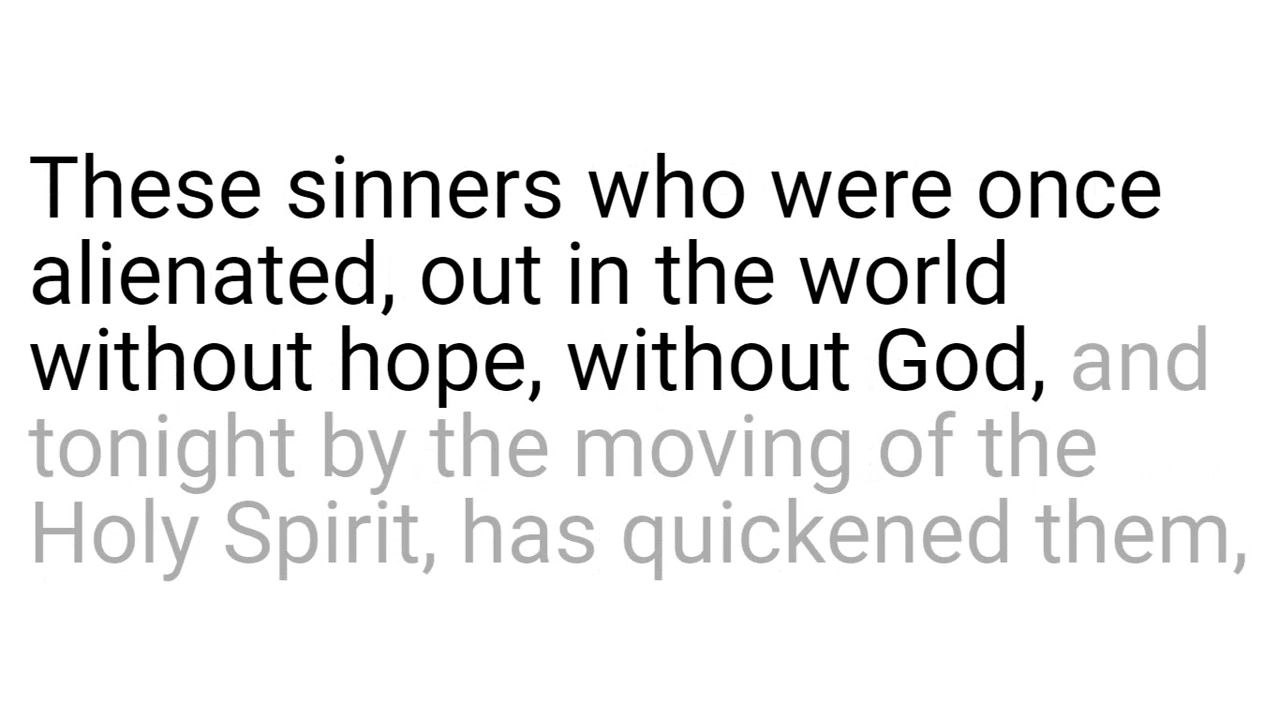 These sinners who were once
alienated, out in the world
without hope, without God, and
tonight by the moving of the
Holy Spirit, has quickened them,